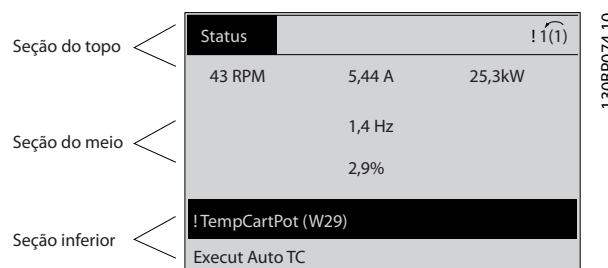 Status
! 1(1)
Seção do topo
43 RPM
5,44 A
25,3kW
1,4 Hz
Seção do meio
2,9%
! TempCartPot (W29)
Seção inferior
Execut Auto TC
130BP074.10